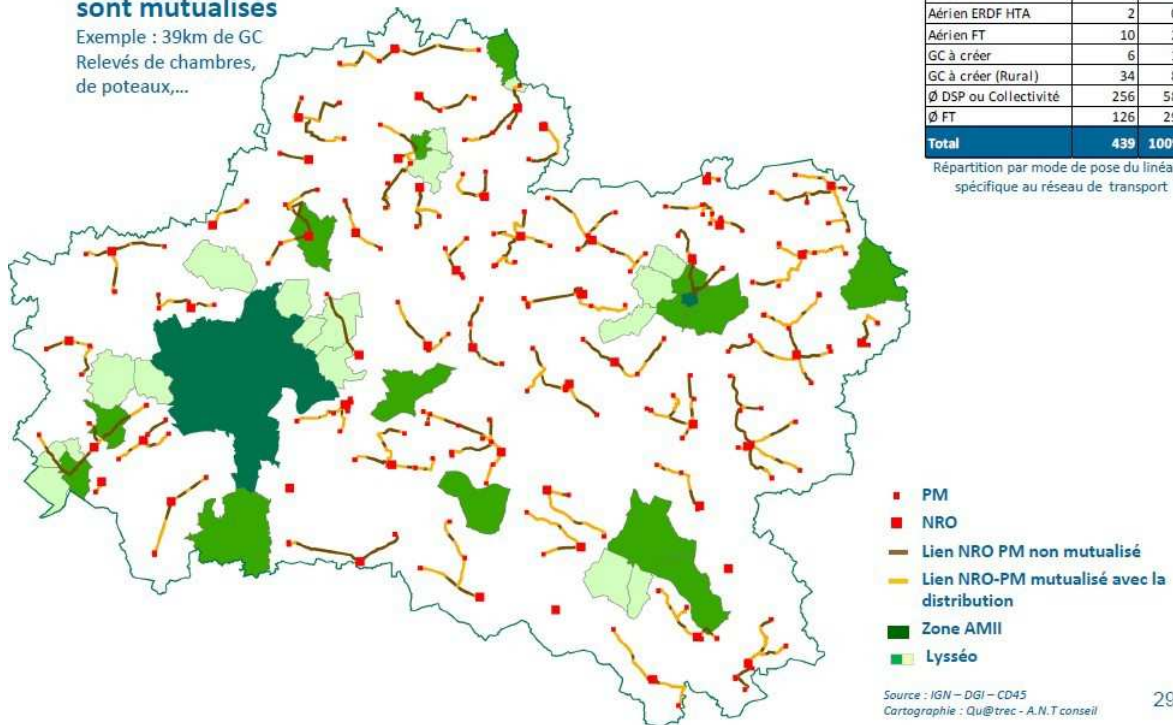 sont mutualisés
Exemple : 39km de GC
Relevés de chambres,
de poteaux,...
Aérien ERDF HTA 2
Aérien FT 10
GC à créer 6
GC à créer (Rural) 34
Ø DSP ou Collectivité 256
Ø FT 126
Total 439
Répartition par mode de pose du
spécifique au réseau de transport
PM
NRO
Lien NRO PM non mutualisé
Lien NRO-PM mutualisé avec la
distribution
Zone AMII
Lysséo
Source : IGN – DGI – CD45
Cartographie : Qu@trec - A.N.T conseil
29